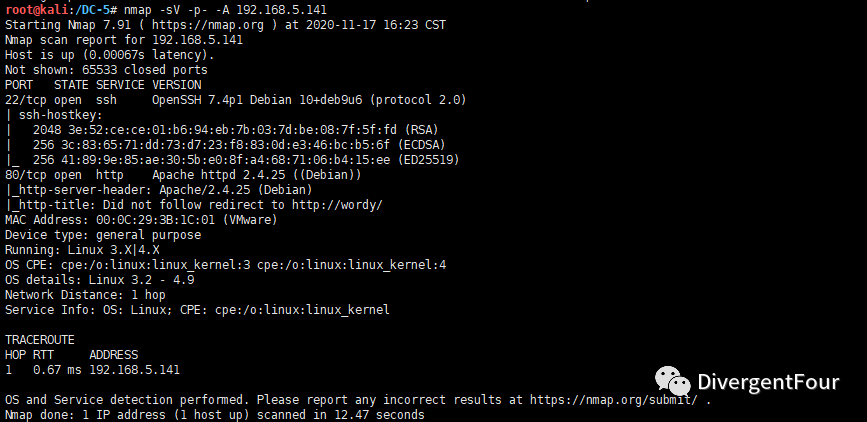 root@kali:/DC-5# nmap -sV -p- -A 192.168.5.141
Starting Nmap 7.91 ( https://nmap.org ) at 2020-11-17 16:23 CST
Nmap scan report for 192.168.5.141
Host is up (0.00067s latency).
Not shown: 65533 closed ports
PORT   STATE SERVICE VERSION
22/tcp open  ssh     OpenSSH 7.4p1 Debian 10+deb9u6 (protocol 2.0)
| ssh-hostkey:
|   2048 3e:52:ce:ce:01:b6:94:eb:7b:03:7d:be:08:7f:5f:fd (RSA)
|   256 3c:83:65:71:dd:73:d7:23:f8:83:0d:e3:46:bc:b5:6f (ECDSA)
|_  256 41:89:9e:85:ae:30:5b:e0:8f:a4:68:71:06:b4:15:ee (ED25519)
80/tcp open  http    Apache httpd 2.4.25 ((Debian))
|_http-server-header: Apache/2.4.25 (Debian)
|_http-title: Did not follow redirect to http://wordy/
MAC Address: 00:0C:29:3B:1C:01 (VMware)
Device type: general purpose
Running: Linux 3.X|4.X
OS CPE: cpe:/o:linux:linux_kernel:3 cpe:/o:linux:linux_kernel:4
OS details: Linux 3.2 - 4.9
Network Distance: 1 hop
Service Info: OS: Linux; CPE: cpe:/o:linux:linux_kernel
TRACEROUTE
HOP RTT     ADDRESS
1   0.67 ms 192.168.5.141
DivergentFour
OS and Service detection performed. Please report any incorrect results at https://nmap.org/submit/ .
Nmap done: 1 IP address (1 host up) scanned in 12.47 seconds